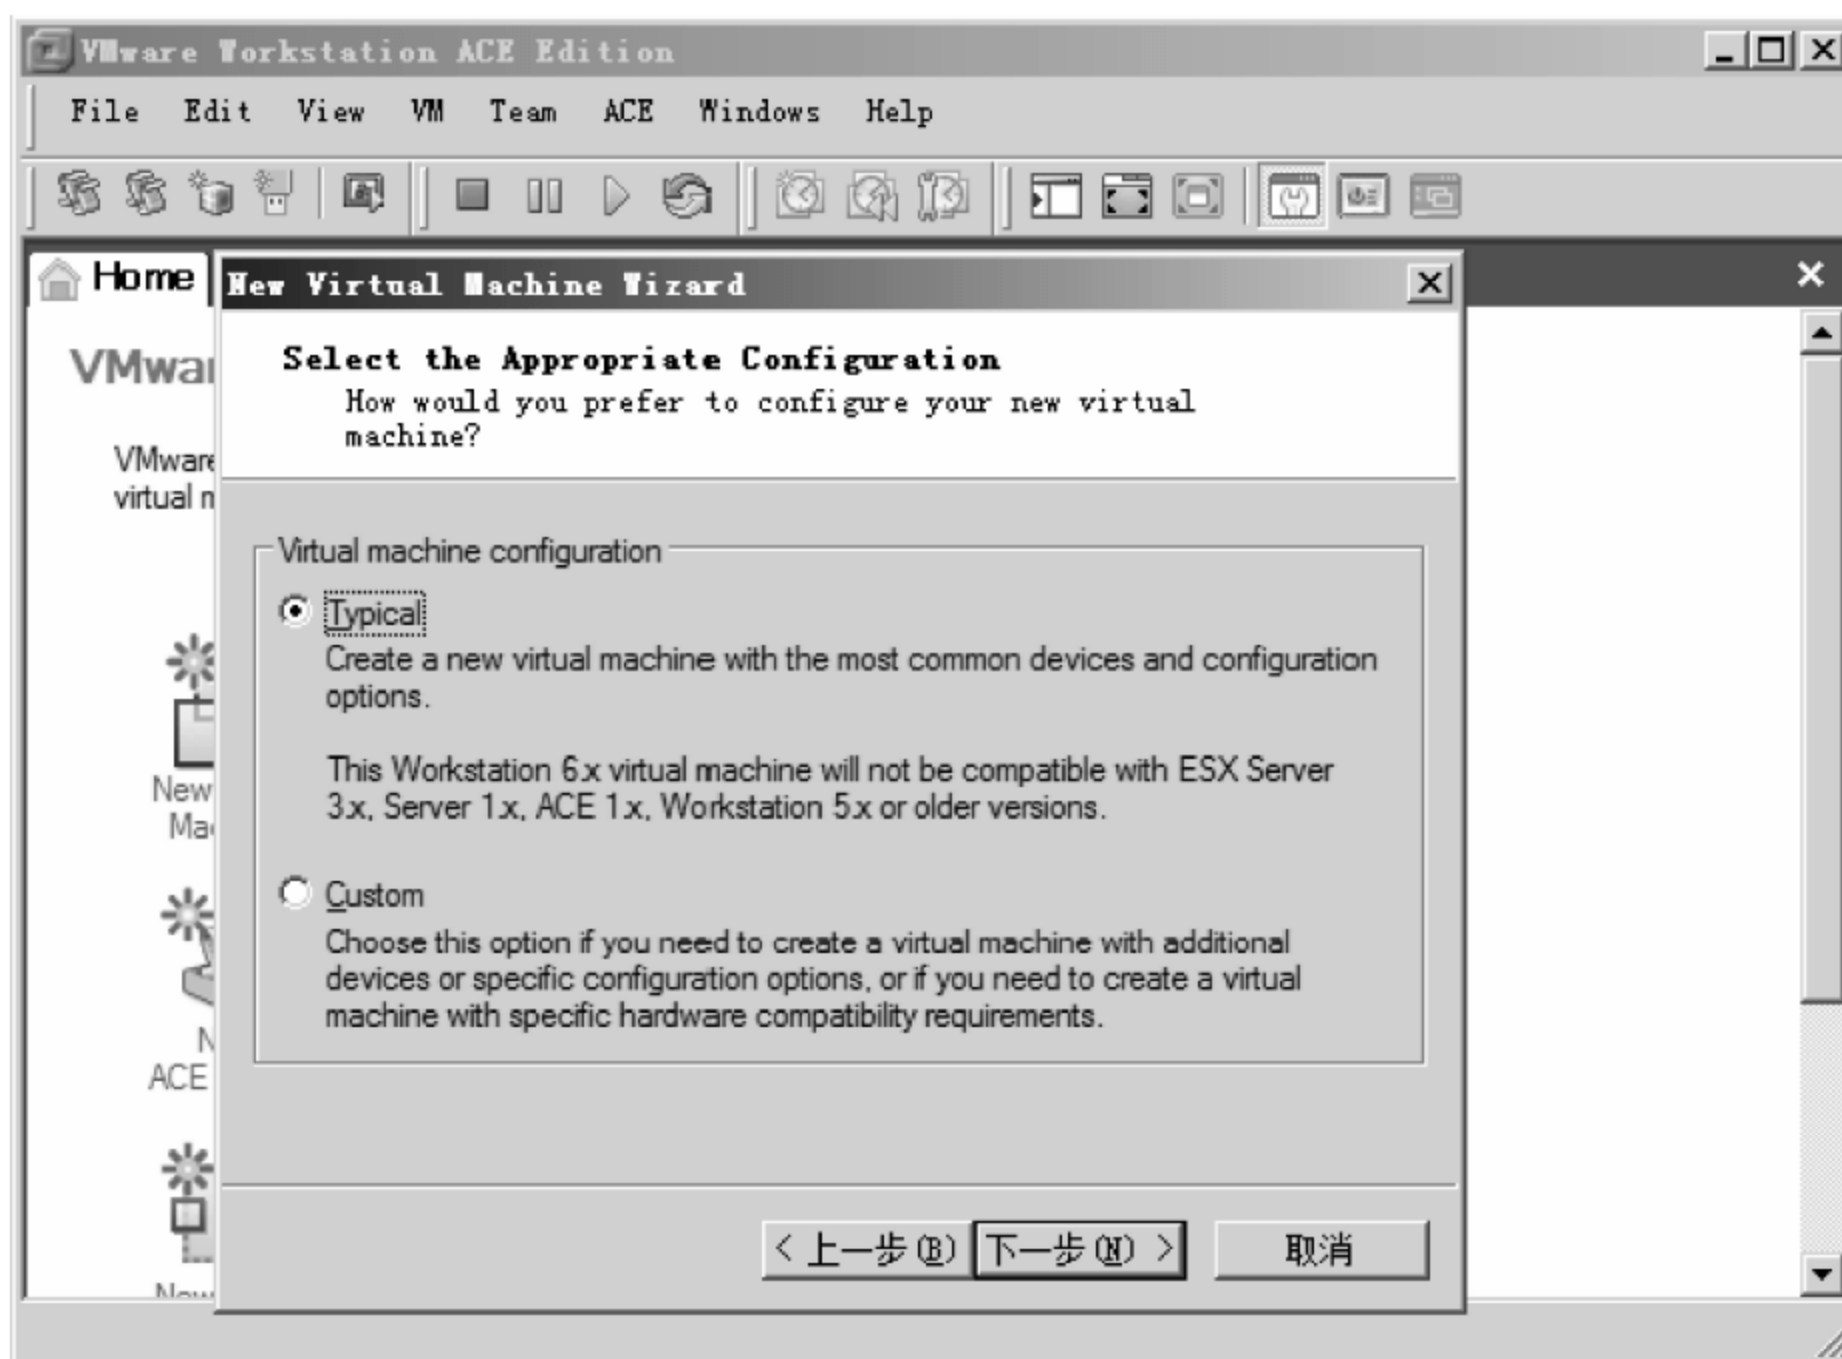 VMware Workstation ACE Edition
File Edit View VM Team ACE Windows Help
Home
New Virtual Machine Wizard
Select the Appropriate Configuration
How would you prefer to configure your new virtual
machine?
VMware
virtual
Virtual machine configuration
Typical
Create a new virtual machine with the most common devices and configuration
options.
This Workstation 6.x virtual machine will not be compatible with ESX Server
3.x, Server 1.x, ACE 1.x, Workstation 5.x or older versions.
Custom
Choose this option if you need to create a virtual machine with additional
devices or specific configuration options, or if you need to create a virtual
machine with specific hardware compatibility requirements.
New
ACE
New
< 上一步(B) 下一步(N) > 取消